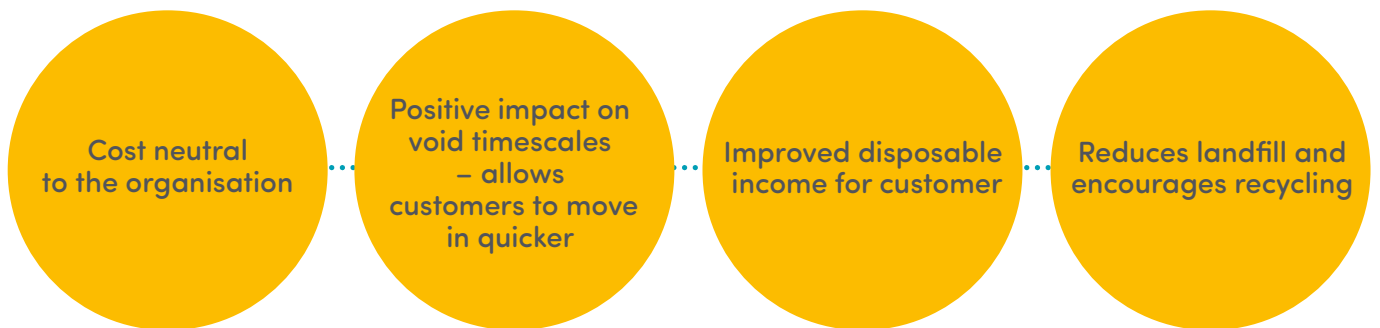 Cost neutral
to the organisation
Positive impact on
void timescales
– allows
customers to move
in quicker
Improved disposable
income for customer
Reduces landfill and
encourages recycling